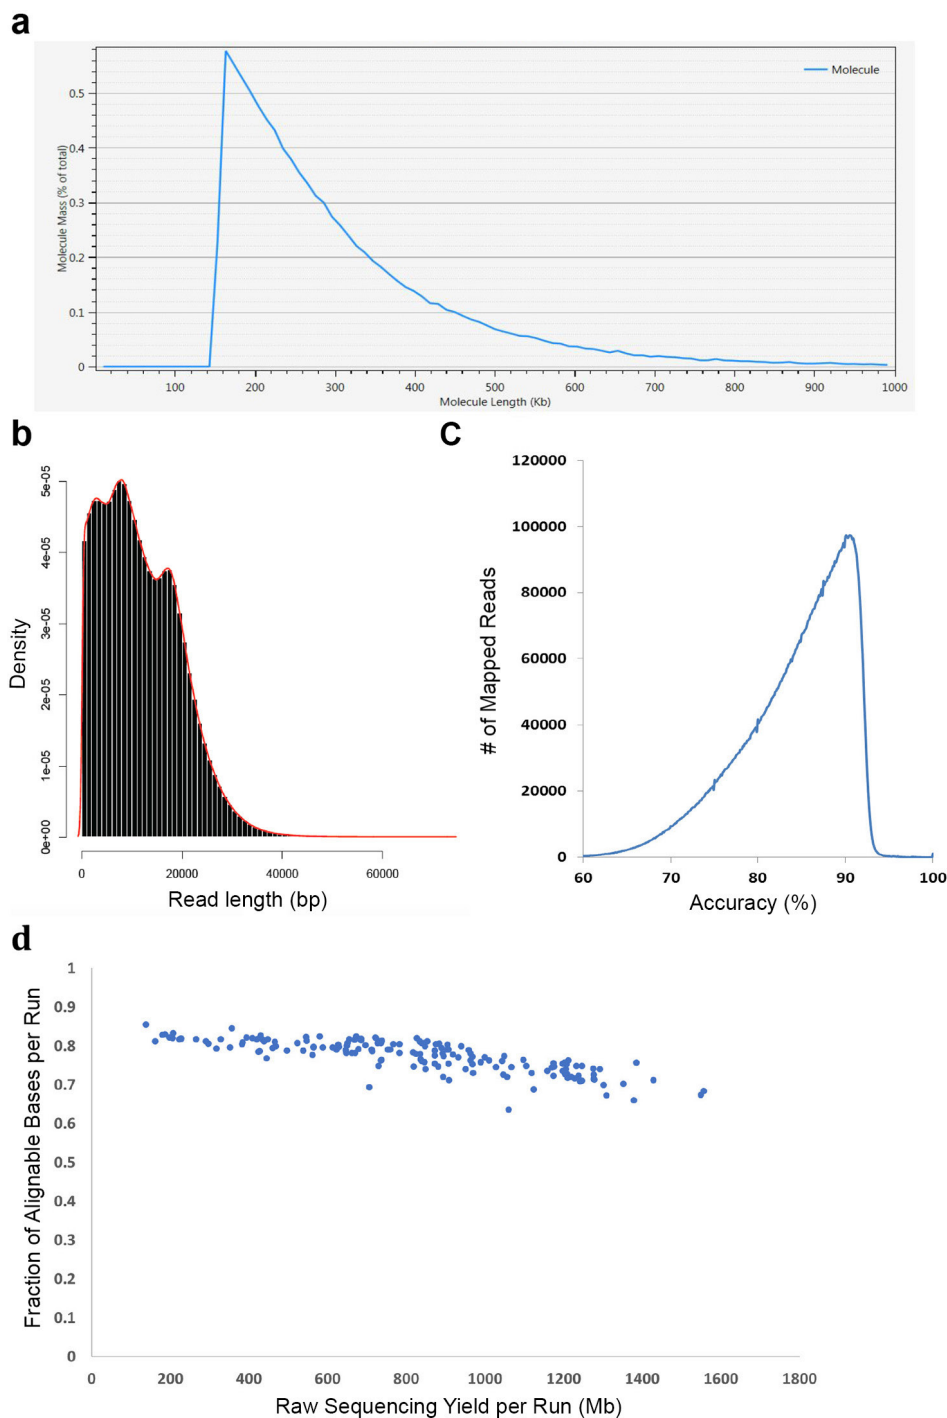 a
Molecule
Molecule Mass (% of total)
0.5
0.4
0.3
0.2
0.1
0
100 200 300 400 500 600 700 800 900 1000
Molecule Length (Kb)
b
Density
5e-05
4e-05
3e-05
2e-05
1e-05
0e+00
0 20000 40000 60000
Read length (bp)
C
# of Mapped Reads
120000
100000
80000
60000
40000
20000
0
60 70 80 90 100
Accuracy (%)
d
Fraction of Alignable Bases per Run
1
0.9
0.8
0.7
0.6
0.5
0.4
0.3
0.2
0.1
0
0 200 400 600 800 1000 1200 1400 1600 1800
Raw Sequencing Yield per Run (Mb)